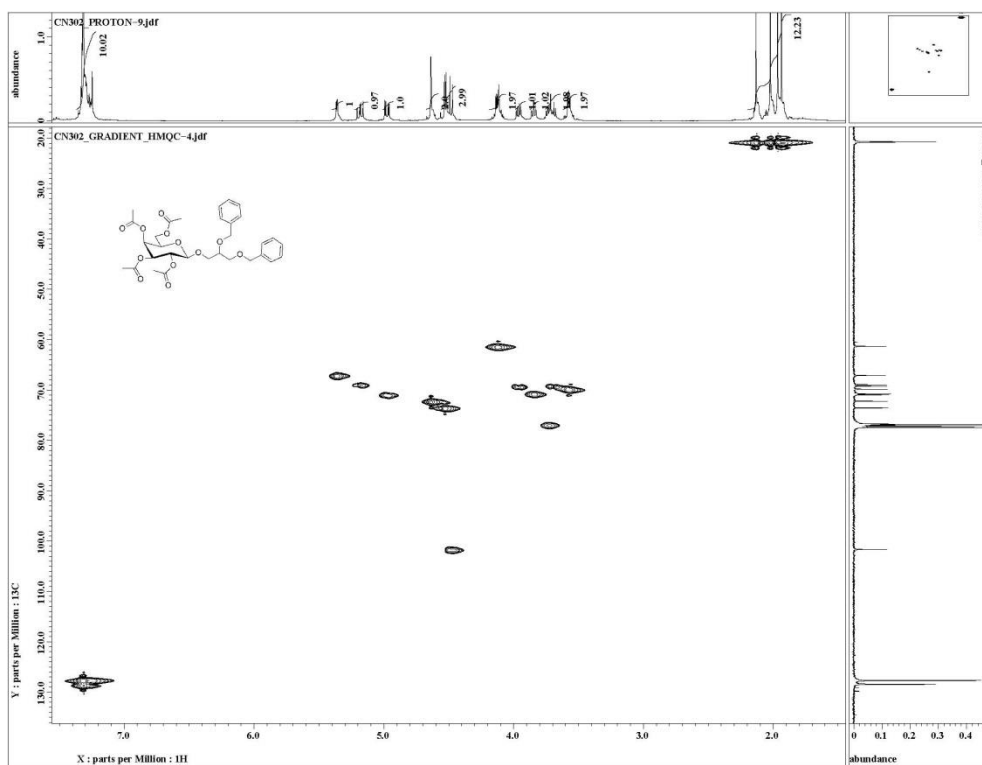 CN302_PROTON-9.jdf
abundance
1.0
0
10.02
1
0.97
1.0
2.99
1.97
1.01
1.02
1.08
1.97
12.23
CN302_GRADIENT_HMQC-4.jdf
20.0
30.0
40.0
50.0
60.0
70.0
80.0
90.0
100.0
110.0
120.0
130.0
Y : parts per Million : 13C
O
O
O
O
O
O
O
O
O
O
O
O
7.0
6.0
5.0
4.0
3.0
2.0
X : parts per Million : 1H
0
0.1
0.2
0.3
0.4
abundance